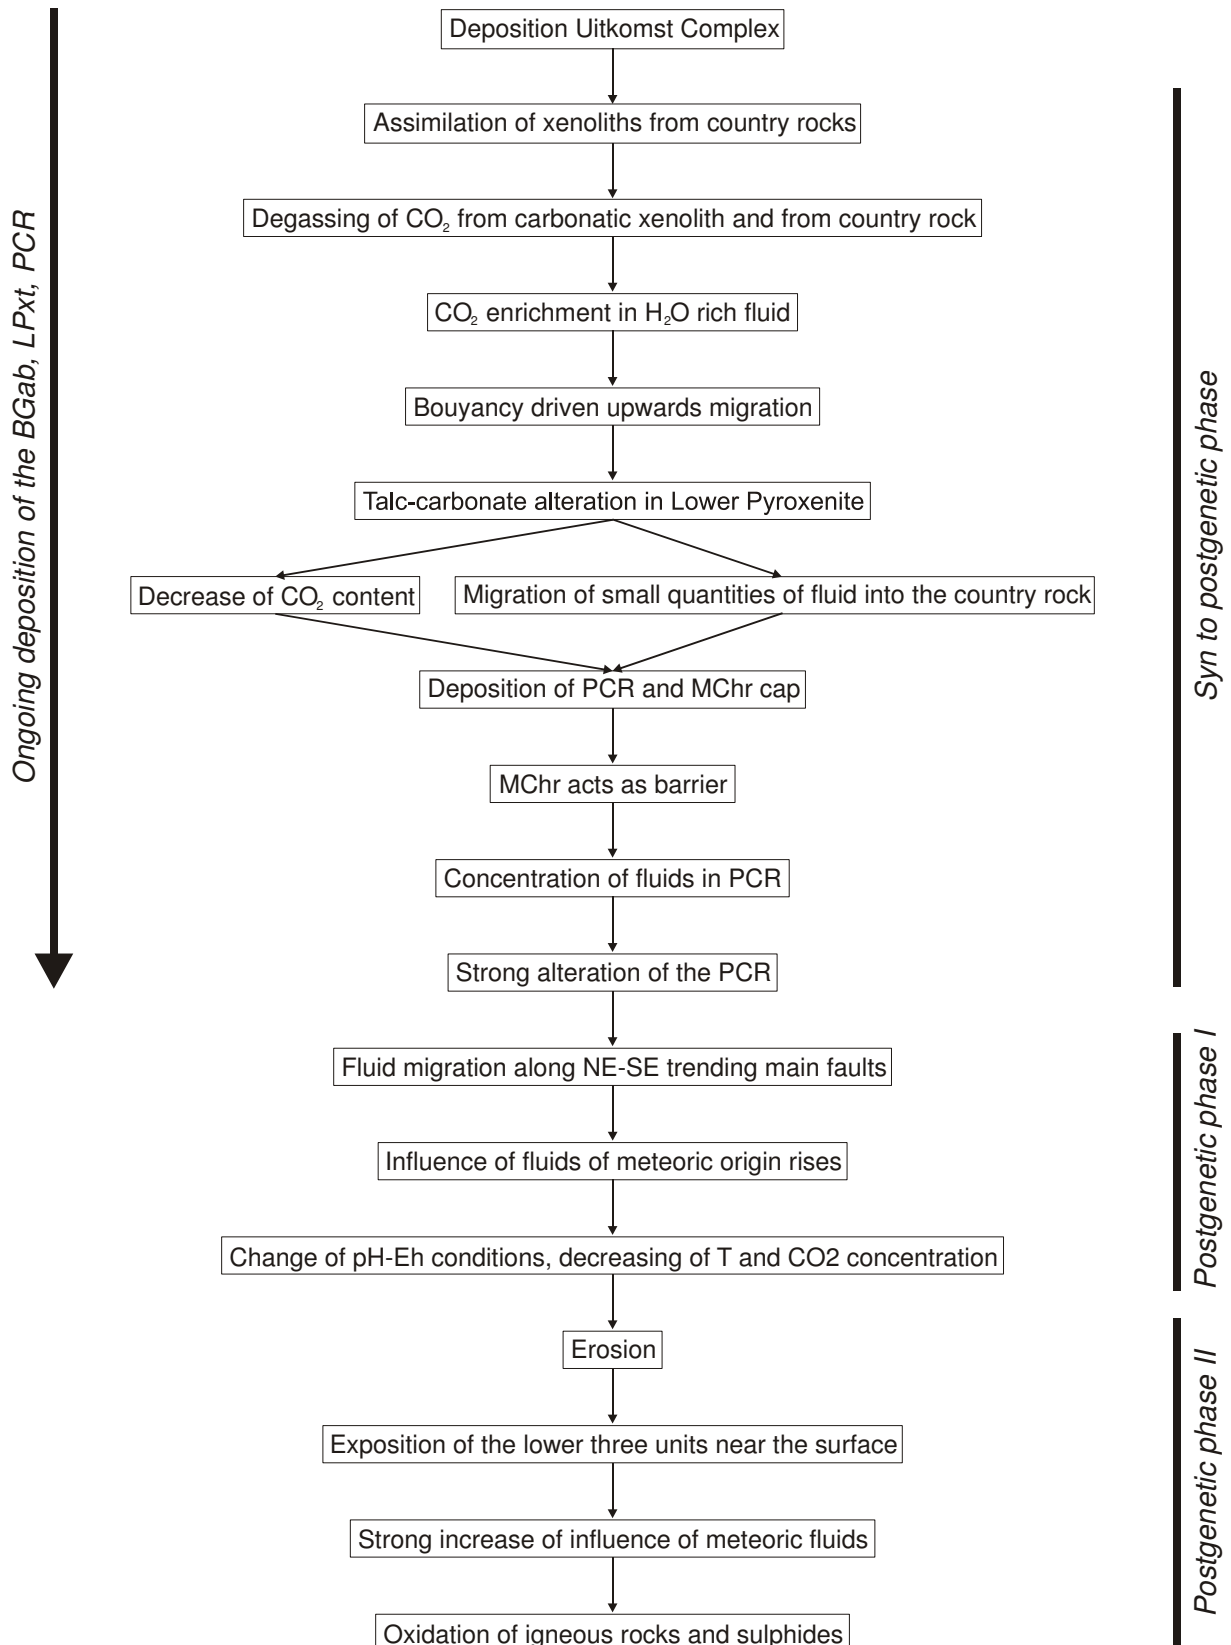 Deposition Uitkomst Complex
Assimilation of xenoliths from country rocks
Degassing of CO₂ from carbonatic xenolith and from country rock
CO₂ enrichment in H₂O rich fluid
Bouyancy driven upwards migration
Talc-carbonate alteration in Lower Pyroxenite
Decrease of CO₂ content
Migration of small quantities of fluid into the country rock
Deposition of PCR and MChr cap
MChr acts as barrier
Concentration of fluids in PCR
Strong alteration of the PCR
Fluid migration along NE-SE trending main faults
Influence of fluids of meteoric origin rises
Change of pH-Eh conditions, decreasing of T and CO2 concentration
Erosion
Exposition of the lower three units near the surface
Strong increase of influence of meteoric fluids
Oxidation of igneous rocks and sulphides
Ongoing deposition of the BGab, LPxt, PCR
Syn to postgenetic phase
Postgenetic phase I
Postgenetic phase II